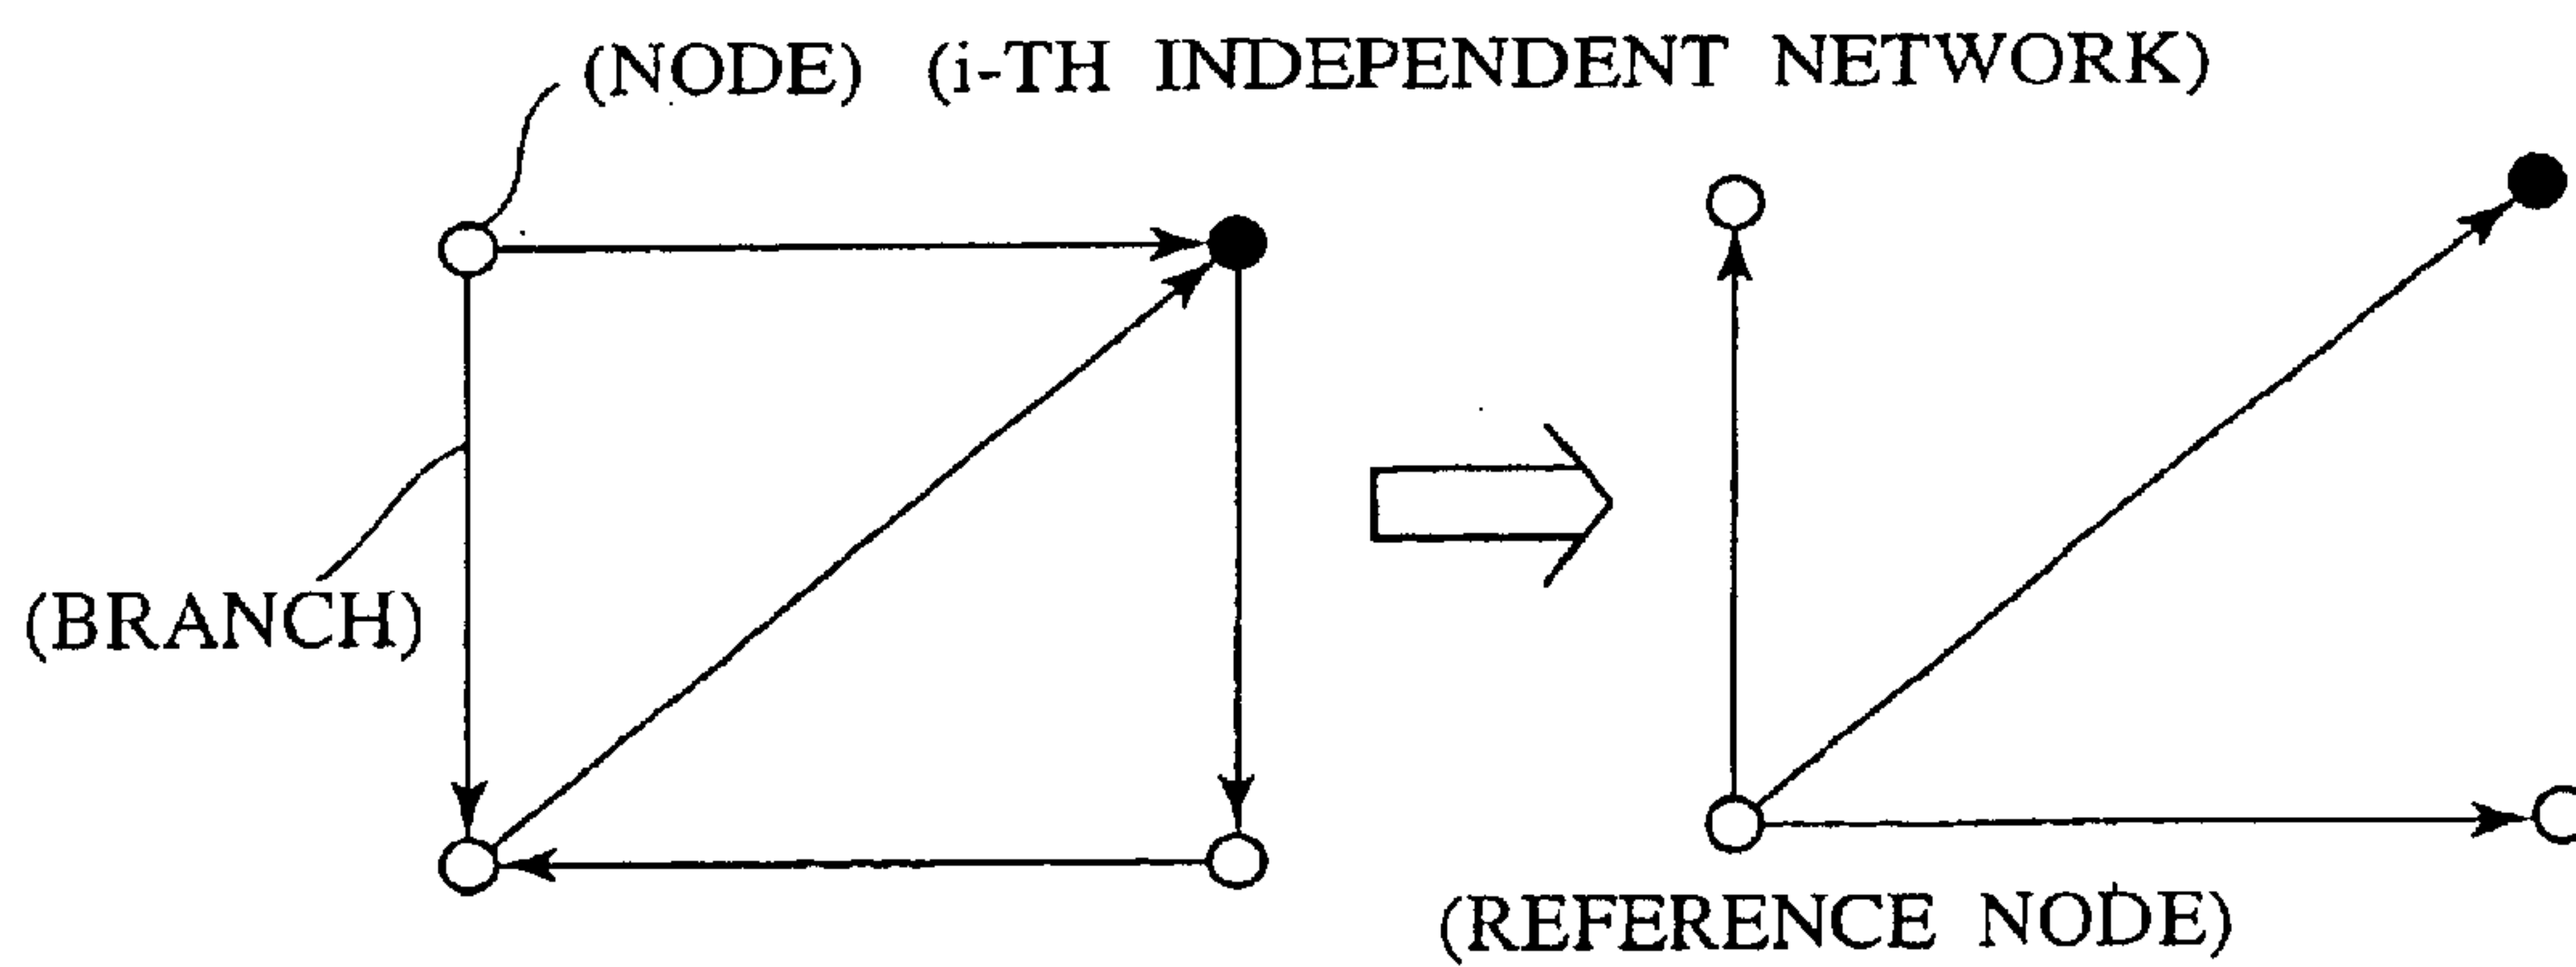 (NODE) (i-TH INDEPENDENT NETWORK)
(BRANCH)
(REFERENCE NODE)